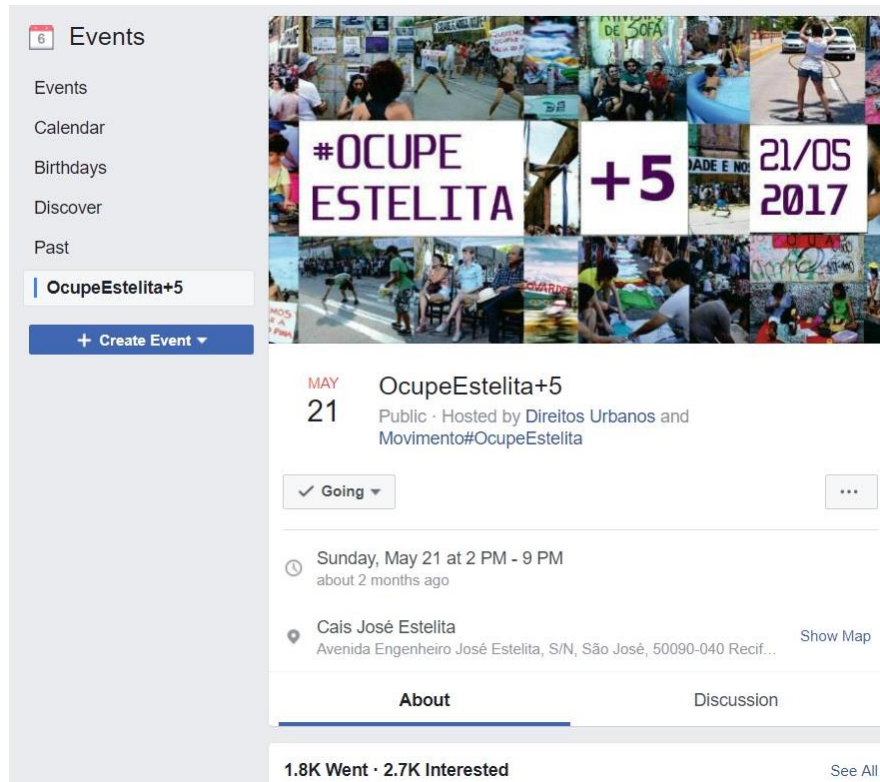 6 Events
Events
Calendar
Birthdays
Discover
Past
OcupeEstelita+5
+ Create Event
DE SOFÁ
#OCUPE
ESTELITA
+5
DADE E NO
21/05
2017
MAY
21
OcupeEstelita+5
Public · Hosted by Direitos Urbanos and
Movimento#OcupeEstelita
Going
...
Sunday, May 21 at 2 PM - 9 PM
about 2 months ago
Cais José Estelita
Avenida Engenheiro José Estelita, S/N, São José, 50090-040 Recif...
Show Map
About
Discussion
1.8K Went · 2.7K Interested
See All